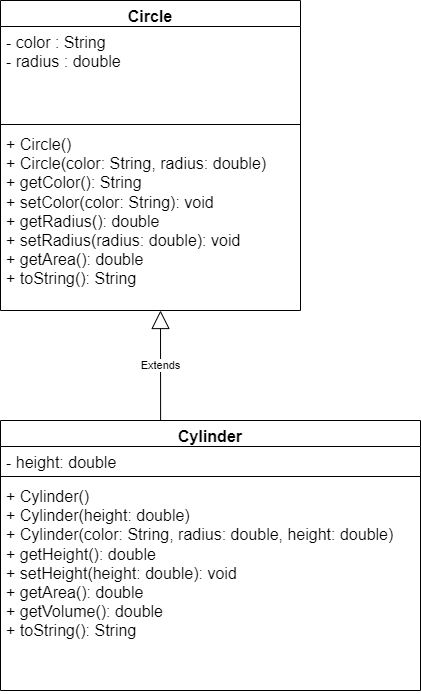 Circle
- color : String
- radius : double
+ Circle()
+ Circle(color: String, radius: double)
+ getColor(): String
+ setColor(color: String): void
+ getRadius(): double
+ setRadius(radius: double): void
+ getArea(): double
+ toString(): String
Extends
Cylinder
- height: double
+ Cylinder()
+ Cylinder(height: double)
+ Cylinder(color: String, radius: double, height: double)
+ getHeight(): double
+ setHeight(height: double): void
+ getArea(): double
+ getVolume(): double
+ toString(): String